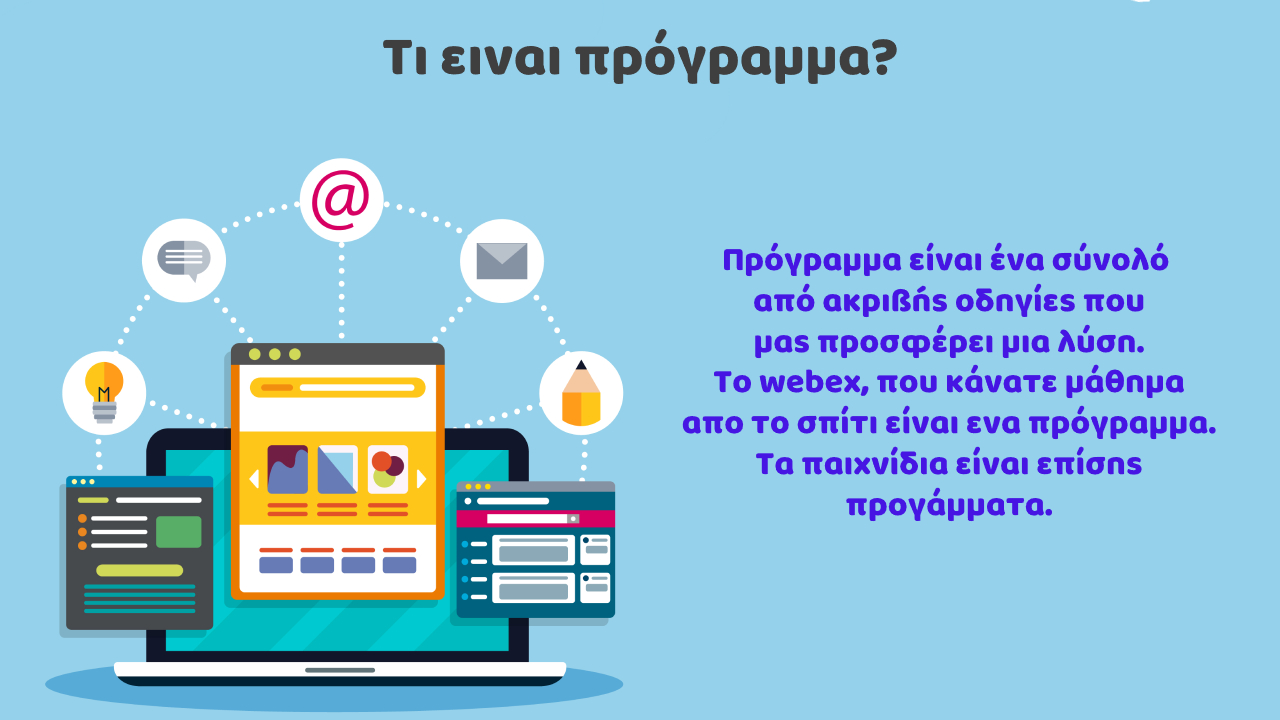 Τι ειναι πρόγραμμα?
@
Πρόγραμμα είναι ένα σύνολό
από ακριβής οδηγίες που
μας προσφέρει μια λύση.
Το webex, που κάνατε μάθημα
απο το σπίτι είναι ενα πρόγραμμα.
Τα παιχνίδια είναι επίσης
προγάμματα.